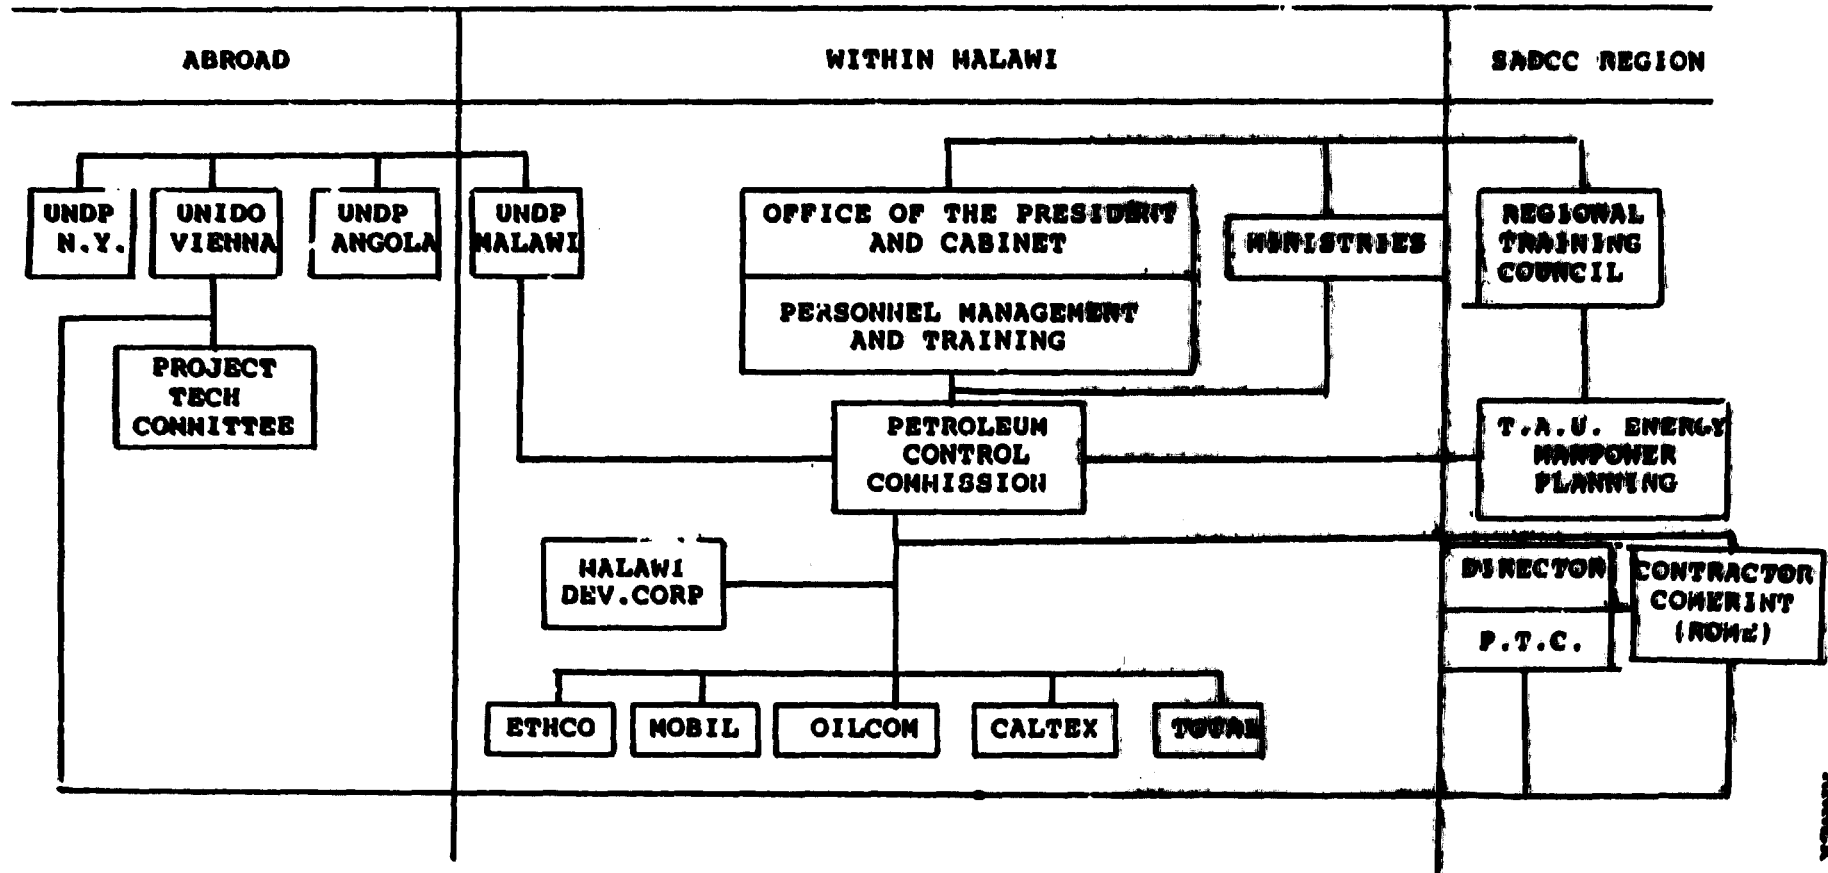 ABROAD
WITHIN MALAWI
SADCC REGION
UNDP
N.Y.
UNIDO
VIENNA
UNDP
ANGOLA
UNDP
MALAWI
OFFICE OF THE PRESIDENT
AND CABINET
PERSONNEL MANAGEMENT
AND TRAINING
MINISTRIES
REGIONAL
TRAINING
COUNCIL
PROJECT
TECH
COMMITTEE
PETROLEUM
CONTROL
COMMISSION
T.A.U. ENERGY
MANPOWER
PLANNING
MALAWI
DEV.CORP
DIRECTOR
P.T.C.
CONTRACTOR
COMERINT
(ROME)
ETHCO
MOBIL
OILCOM
CALTEX
TOTAL